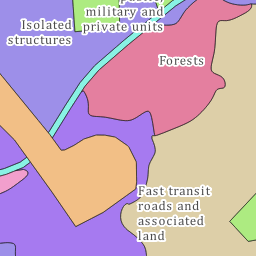 military and
private units
Isolated
structures
Forests
Fast transit
roads and
associated
land